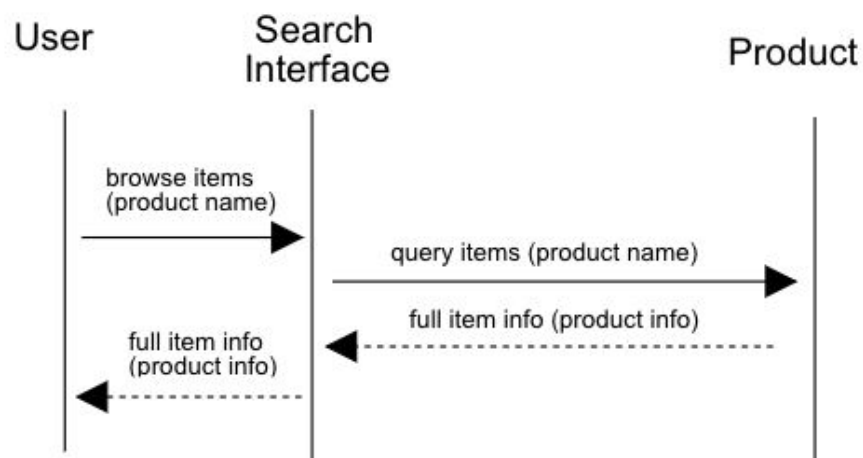 User
Search
Interface
Product
browse items
(product name)
query items (product name)
full item info (product info)
full item info
(product info)